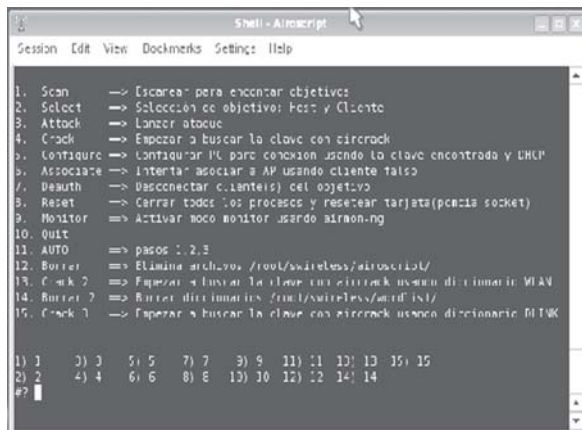 Shell - Airoscript
Session Edit View Bookmarks Settings Help
1. Scan => Escanear para encontar objetivos
2. Select => Selección de objetivo: Host y Cliente
3. Attack => Lanzar ataque
4. Crack => Empezar a buscar la clave con aircrack
5. Configure => Configurar PC para conexion usando la clave encontrada y DHCP
6. Associate => Intentar asociar a AP usando cliente falso
7. Deauth => Desconectar cliente(s) del objetivo
8. Reset => Cerrar todos los procesos y resetear tarjeta(pcmcia socket)
9. Monitor => Activar modo monitor usando airmon-ng
10. Quit
11. AUTO => pasos 1,2,3
12. Borrar => Elimina archivos /root/swireless/airoscript/
13. Crack 2 => Empezar a buscar la clave con aircrack usando diccionario WLAN
14. Borrar 2 => Borrar diccionarios /root/swireless/wordlist/
15. Crack 3 => Empezar a buscar la clave con aircrack usando diccionario DLINK
1) 1 3) 3 5) 5 7) 7 9) 9 11) 11 13) 13 15) 15
2) 2 4) 4 6) 6 8) 8 10) 10 12) 12 14) 14
#?